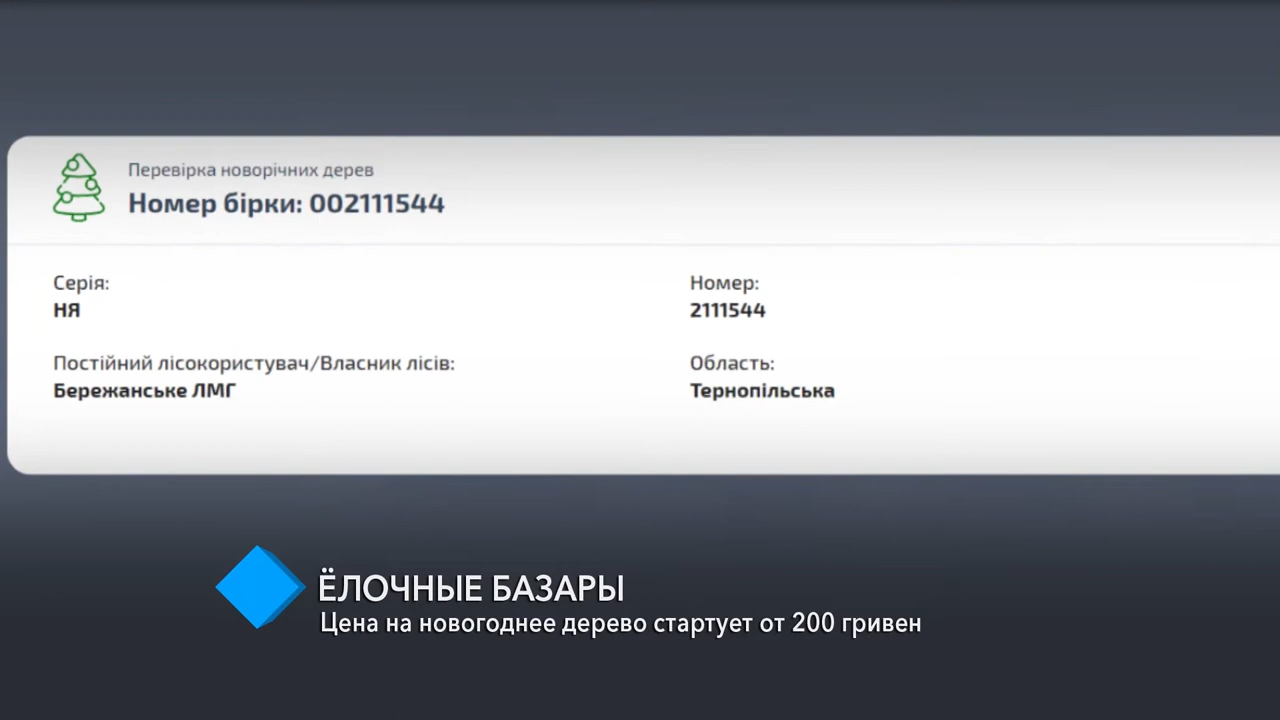 Перевірка новорічних дерев
Номер бірки: 002111544
Серія:
НЯ
Номер:
2111544
Постійний лісокористувач/Власник лісів:
Бережанське ЛМГ
Область:
Тернопільська
ЁЛОЧНЫЕ БАЗАРЫ
Цена на новогоднее дерево стартует от 200 гривен